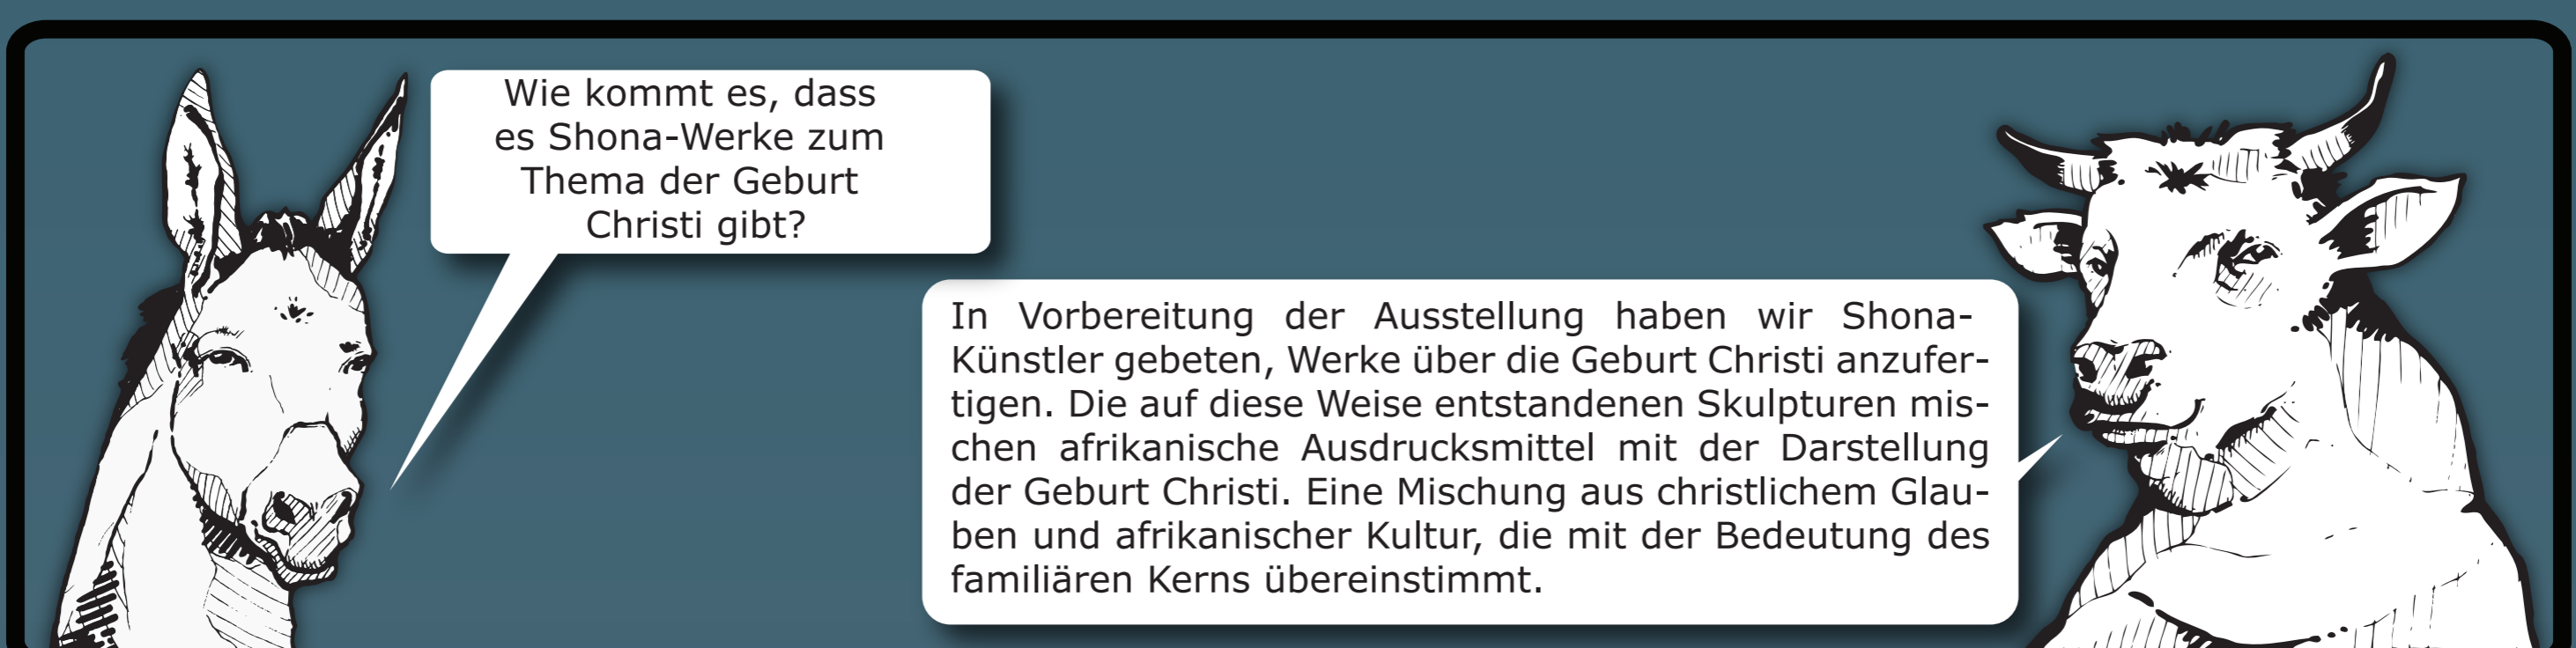 Wie kommt es, dass
es Shona-Werke zum
Thema der Geburt
Christi gibt?
In Vorbereitung der Ausstellung haben wir Shona-
Künstler gebeten, Werke über die Geburt Christi anzufer-
tigen. Die auf diese Weise entstandenen Skulpturen mis-
chen afrikanische Ausdrucksmittel mit der Darstellung
der Geburt Christi. Eine Mischung aus christlichem Glau-
ben und afrikanischer Kultur, die mit der Bedeutung des
familiären Kerns übereinstimmt.